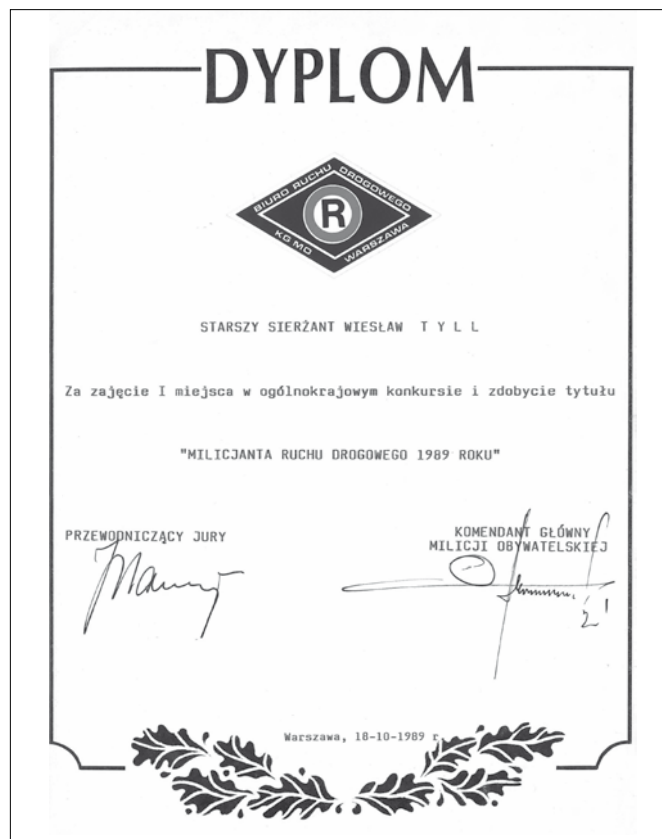 DYPLOM
BIURO RUCHU DROGOWEGO
R
KG MO WARSZAWA
STARSZY SIERŻANT WIESŁAW T Y L L
Za zajęcie I miejsca w ogólnokrajowym konkursie i zdobycie tytułu
"MILICJANTA RUCHU DROGOWEGO 1989 ROKU"
PRZEWODNICZĄCY JURY
KOMENDANT GŁÓWNY
MILICJI OBYWATELSKIEJ
Warszawa, 18-10-1989 r.